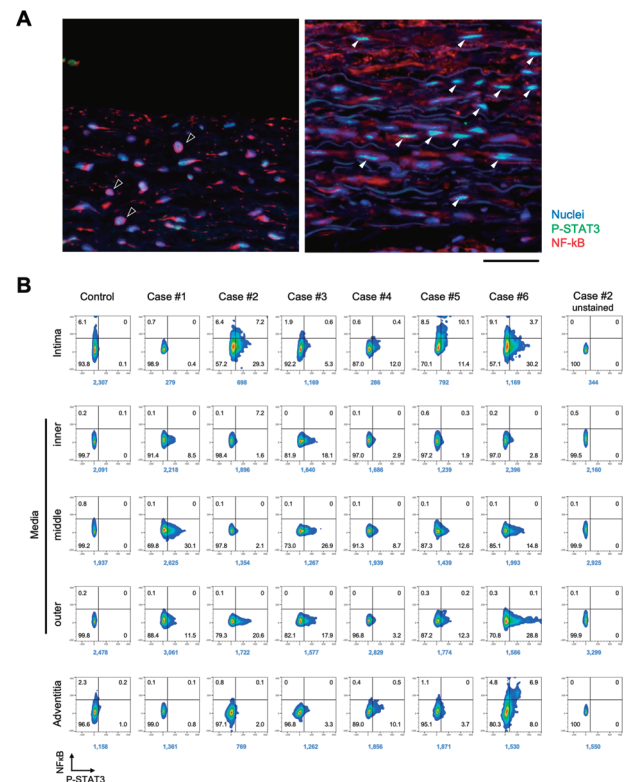 A
Nuclei
P-STAT3
NF-kB
B
Control Case #1 Case #2 Case #3 Case #4 Case #5 Case #6 Case #2
unstained
Intima
6.1 0 0.7 0 6.4 7.2 1.9 0.6 0.6 0.4 8.5 10.1 9.1 3.7 0 0
93.8 0.1 98.9 0.4 57.2 29.3 92.2 5.3 87.0 12.0 70.1 11.4 57.1 30.2 100 0
2,307 279 698 1,169 286 792 1,169 344
Media
inner
0.2 0.1 0.1 0 0.1 7.2 0 0 0.1 0 0.6 0.3 0.2 0 0.5 0
99.7 0 91.4 8.5 98.4 1.6 81.9 18.1 97.0 2.9 97.2 1.9 97.0 2.8 99.5 0
2,091 2,218 1,896 1,640 1,686 1,239 2,396 2,160
middle
0.8 0 0.1 0 0.1 0 0.1 0 0.1 0 0.1 0 0.1 0 0.1 0
99.2 0 69.8 30.1 97.8 2.1 73.0 26.9 91.3 8.7 87.3 12.6 85.1 14.8 99.9 0
1,937 2,625 1,354 1,267 1,939 1,439 1,993 2,925
outer
0.2 0 0.1 0 0.1 0 0 0 0 0 0.3 0.2 0.3 0.1 0.1 0
99.8 0 88.4 11.5 79.3 20.6 82.1 17.9 96.8 3.2 87.2 12.3 70.8 28.8 99.9 0
2,478 3,061 1,722 1,577 2,829 1,774 1,586 3,299
Adventitia
2.3 0.2 0.1 0.1 0.8 0.1 0 0 0.4 0.5 1.1 0 4.8 6.9 0 0
96.6 1.0 99.0 0.8 97.1 2.0 96.8 3.3 89.0 10.1 95.1 3.7 80.3 8.0 100 0
1,158 1,361 769 1,262 1,856 1,871 1,530 1,550
NFκB
P-STAT3